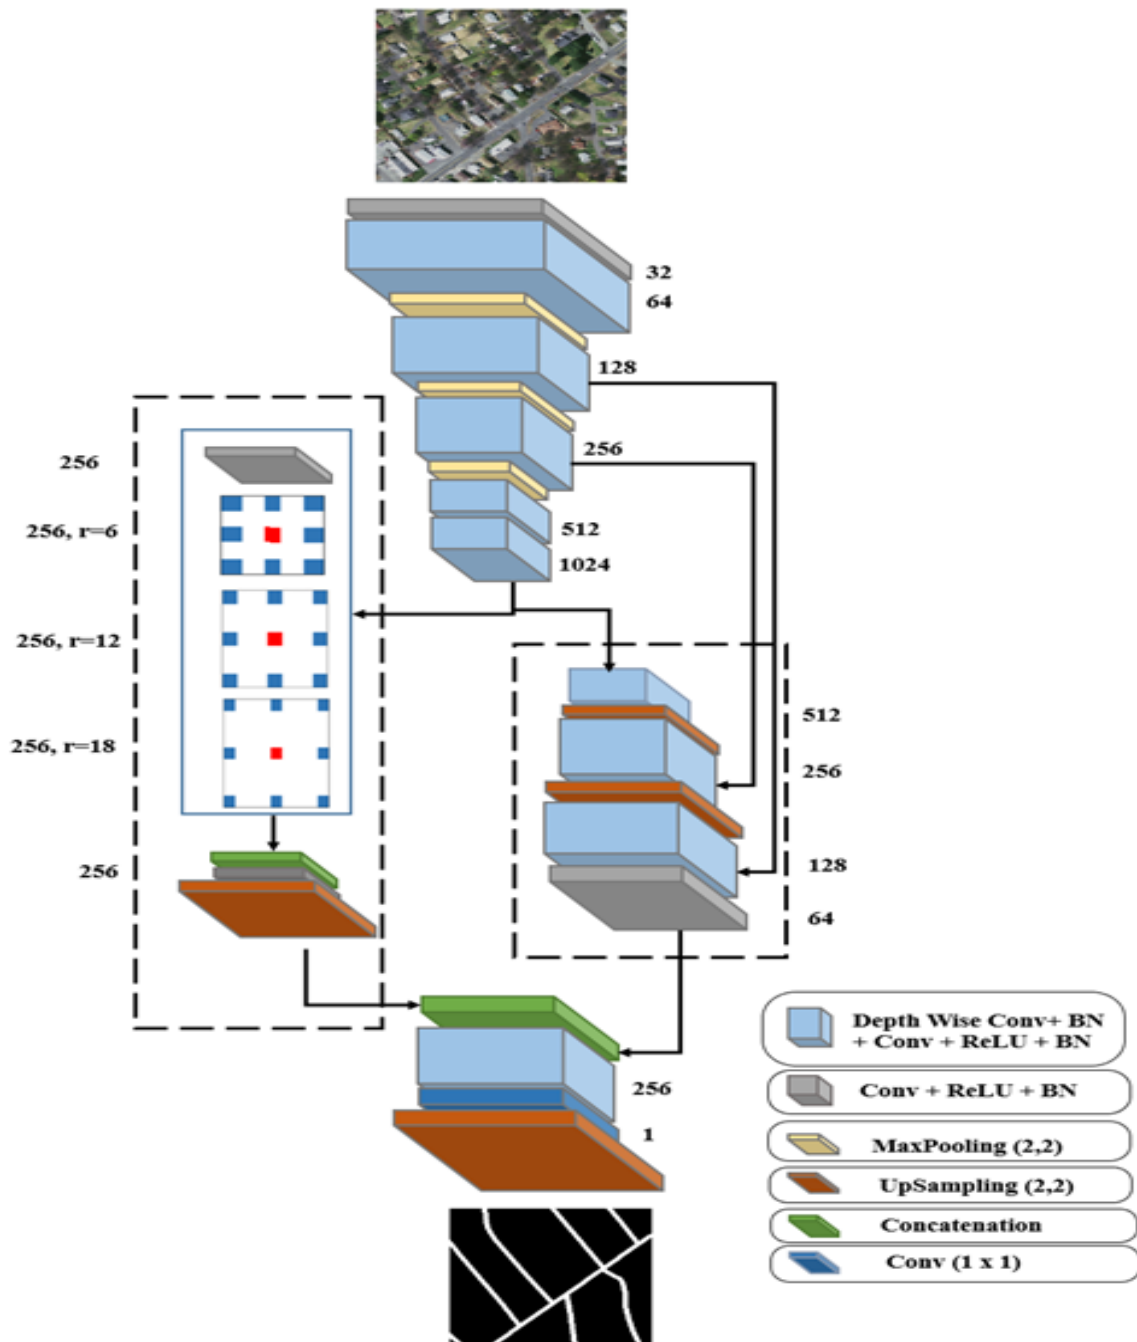 32
64
128
256
512
1024
256
256, r=6
256, r=12
256, r=18
256
512
256
128
64
256
1
Depth Wise Conv+ BN
+ Conv + ReLU + BN
Conv + ReLU + BN
MaxPooling (2,2)
UpSampling (2,2)
Concatenation
Conv (1 x 1)